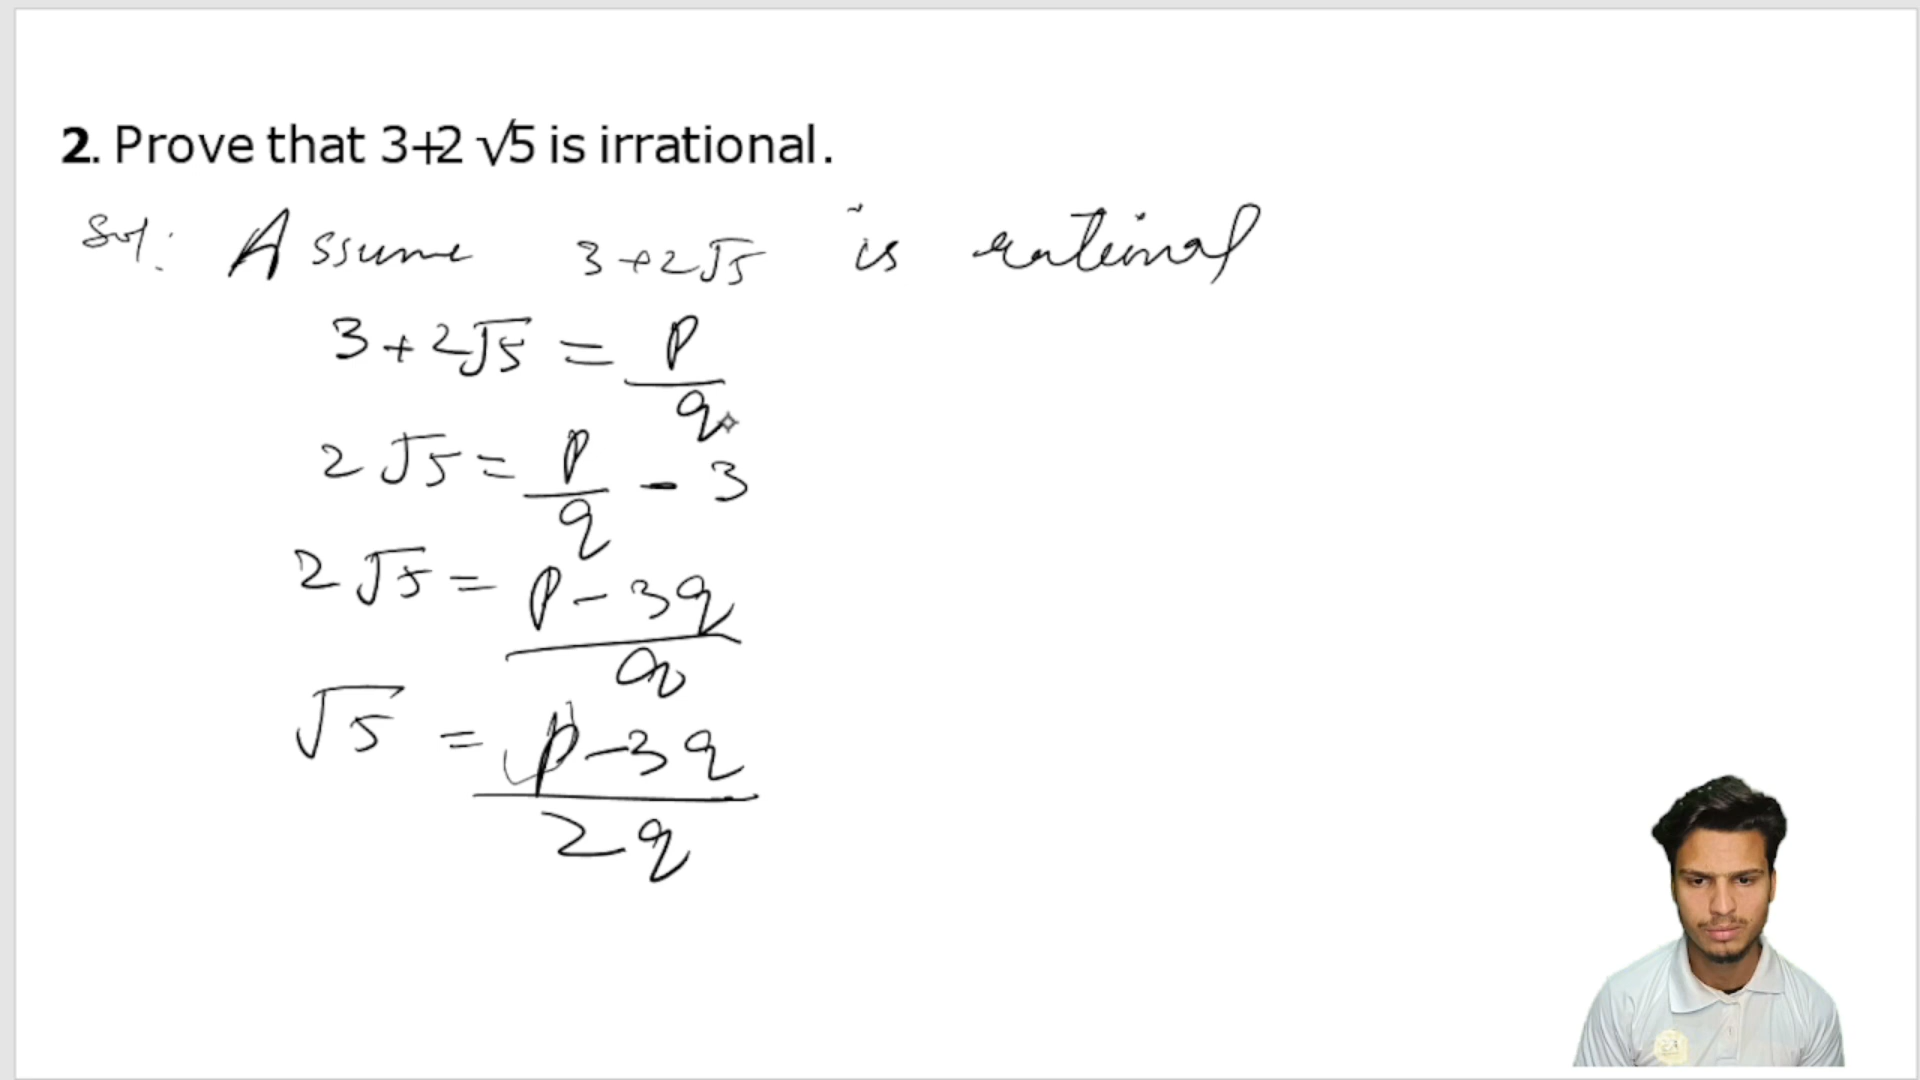 2. Prove that 3+2 √5 is irrational.
Sol: Assume 3+2√5 is rational
3+2√5 = p/q
2√5 = p/q - 3
2√5 = p-3q/q
√5 = p-3q/2q